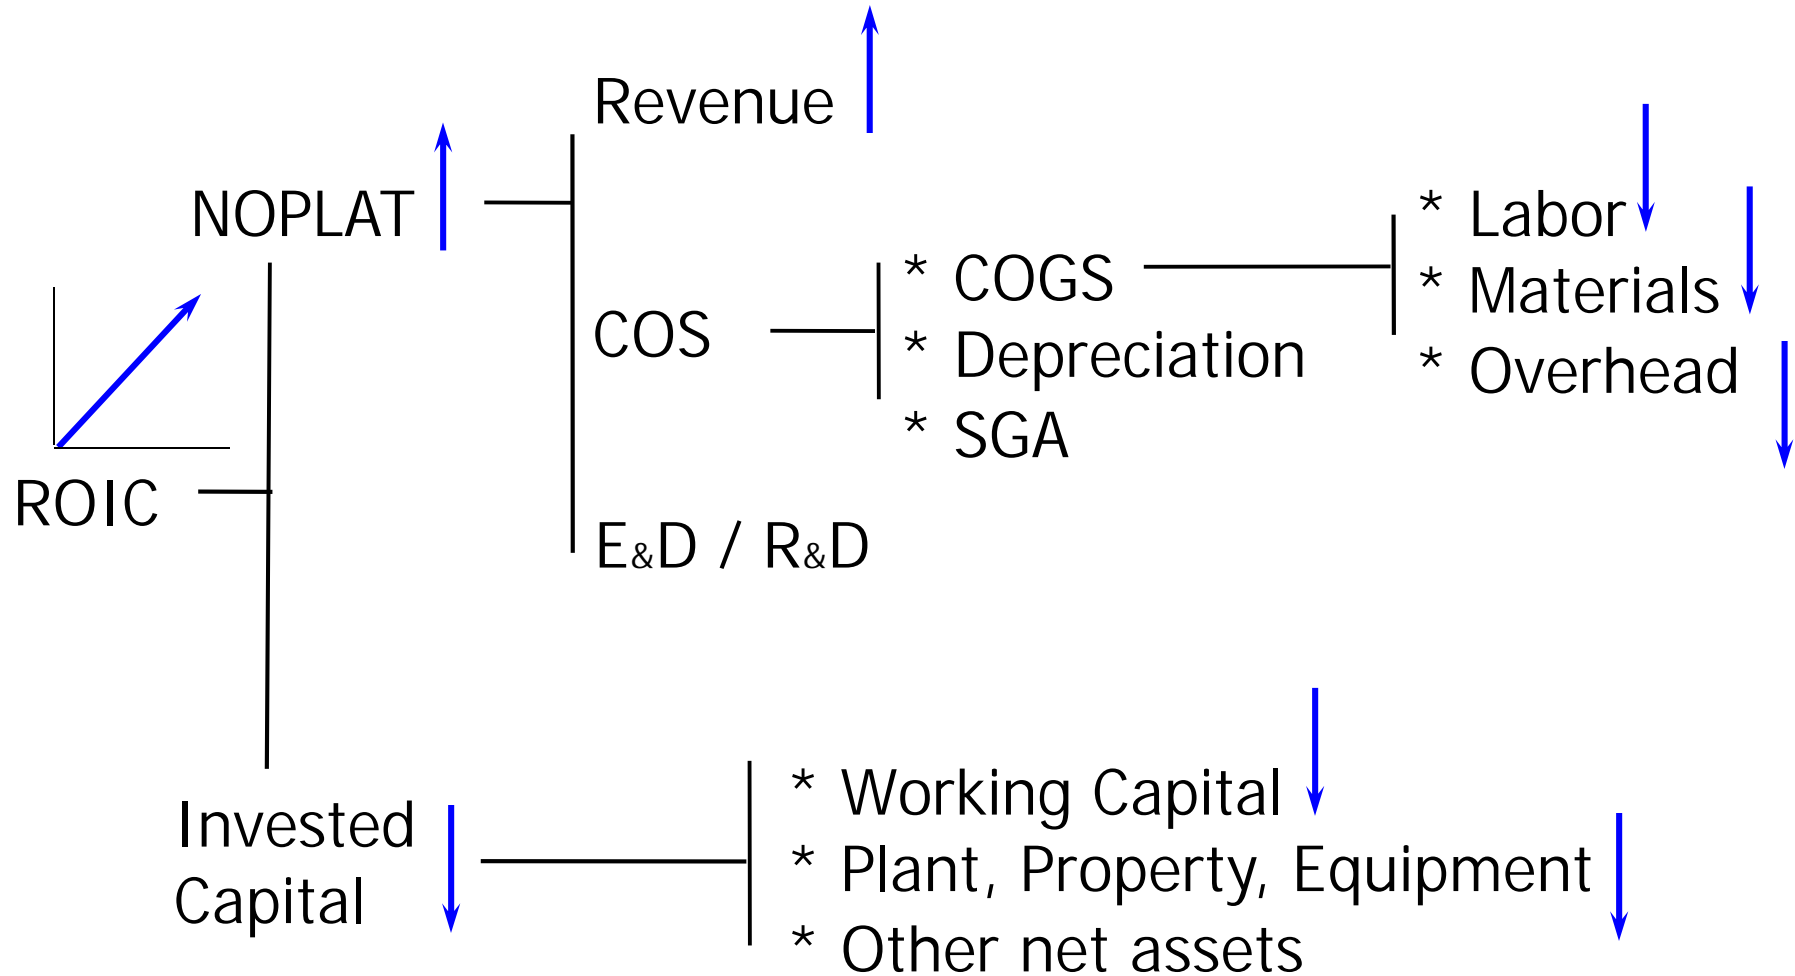 Revenue
NOPLAT
* Labor
* COGS
* Materials
COS
* Depreciation
* Overhead
* SGA
ROIC
E&D / R&D
* Working Capital
Invested
Capital
* Plant, Property, Equipment
* Other net assets